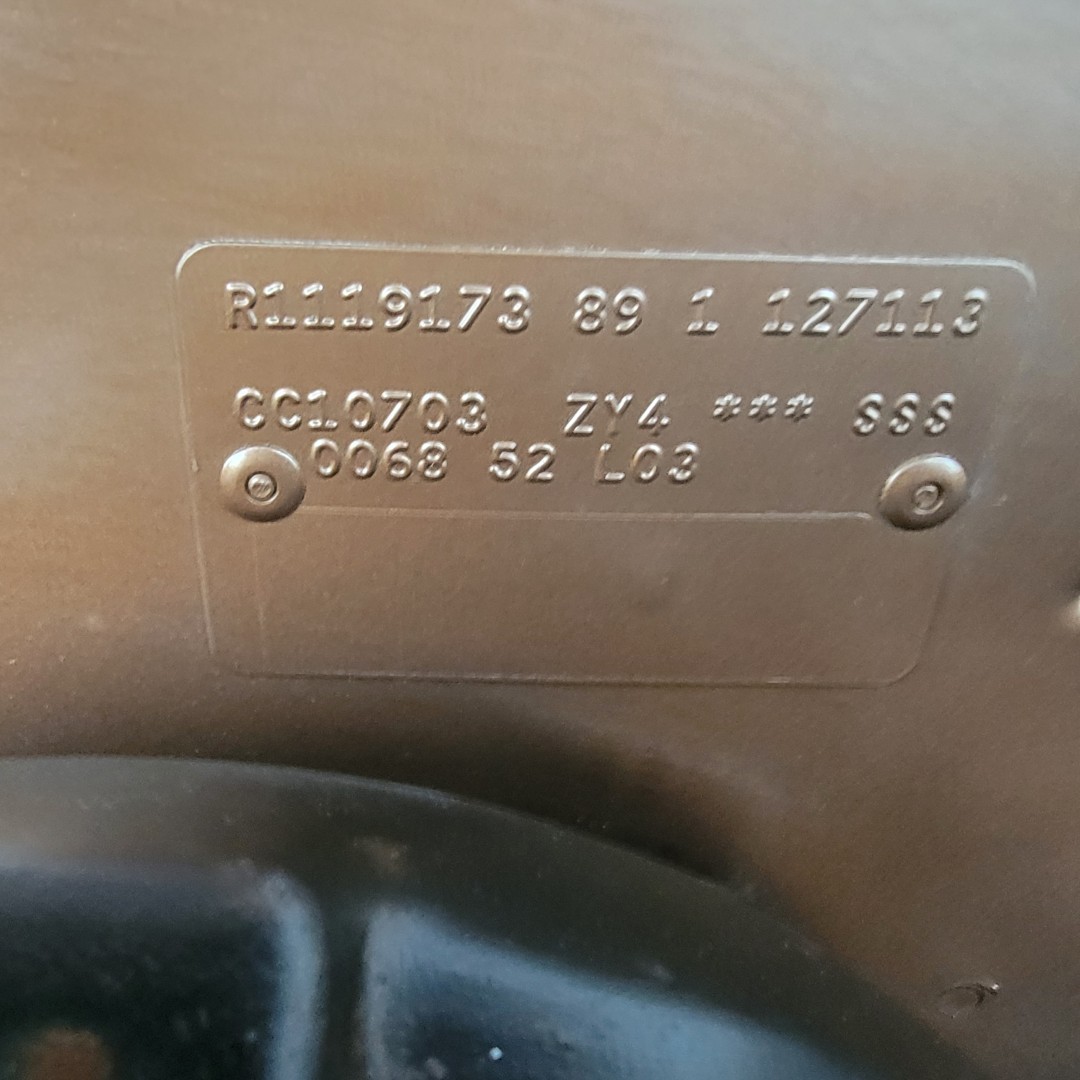 R1119173 89 1 127113
CC10703 ZY4 *** SSS
0068 52 L03